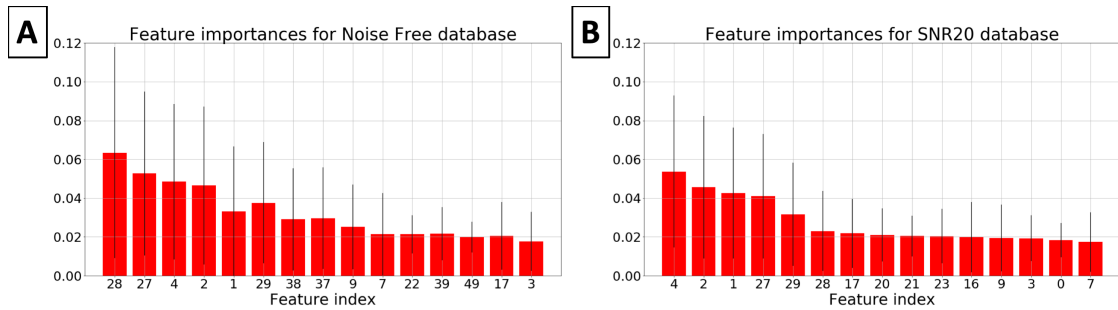 A
Feature importances for Noise Free database
0.12
0.10
0.08
0.06
0.04
0.02
0.00
28 27 4 2 1 29 38 37 9 7 22 39 49 17 3
Feature index
B
Feature importances for SNR20 database
0.12
0.10
0.08
0.06
0.04
0.02
0.00
4 2 1 27 29 28 17 20 21 23 16 9 3 0 7
Feature index